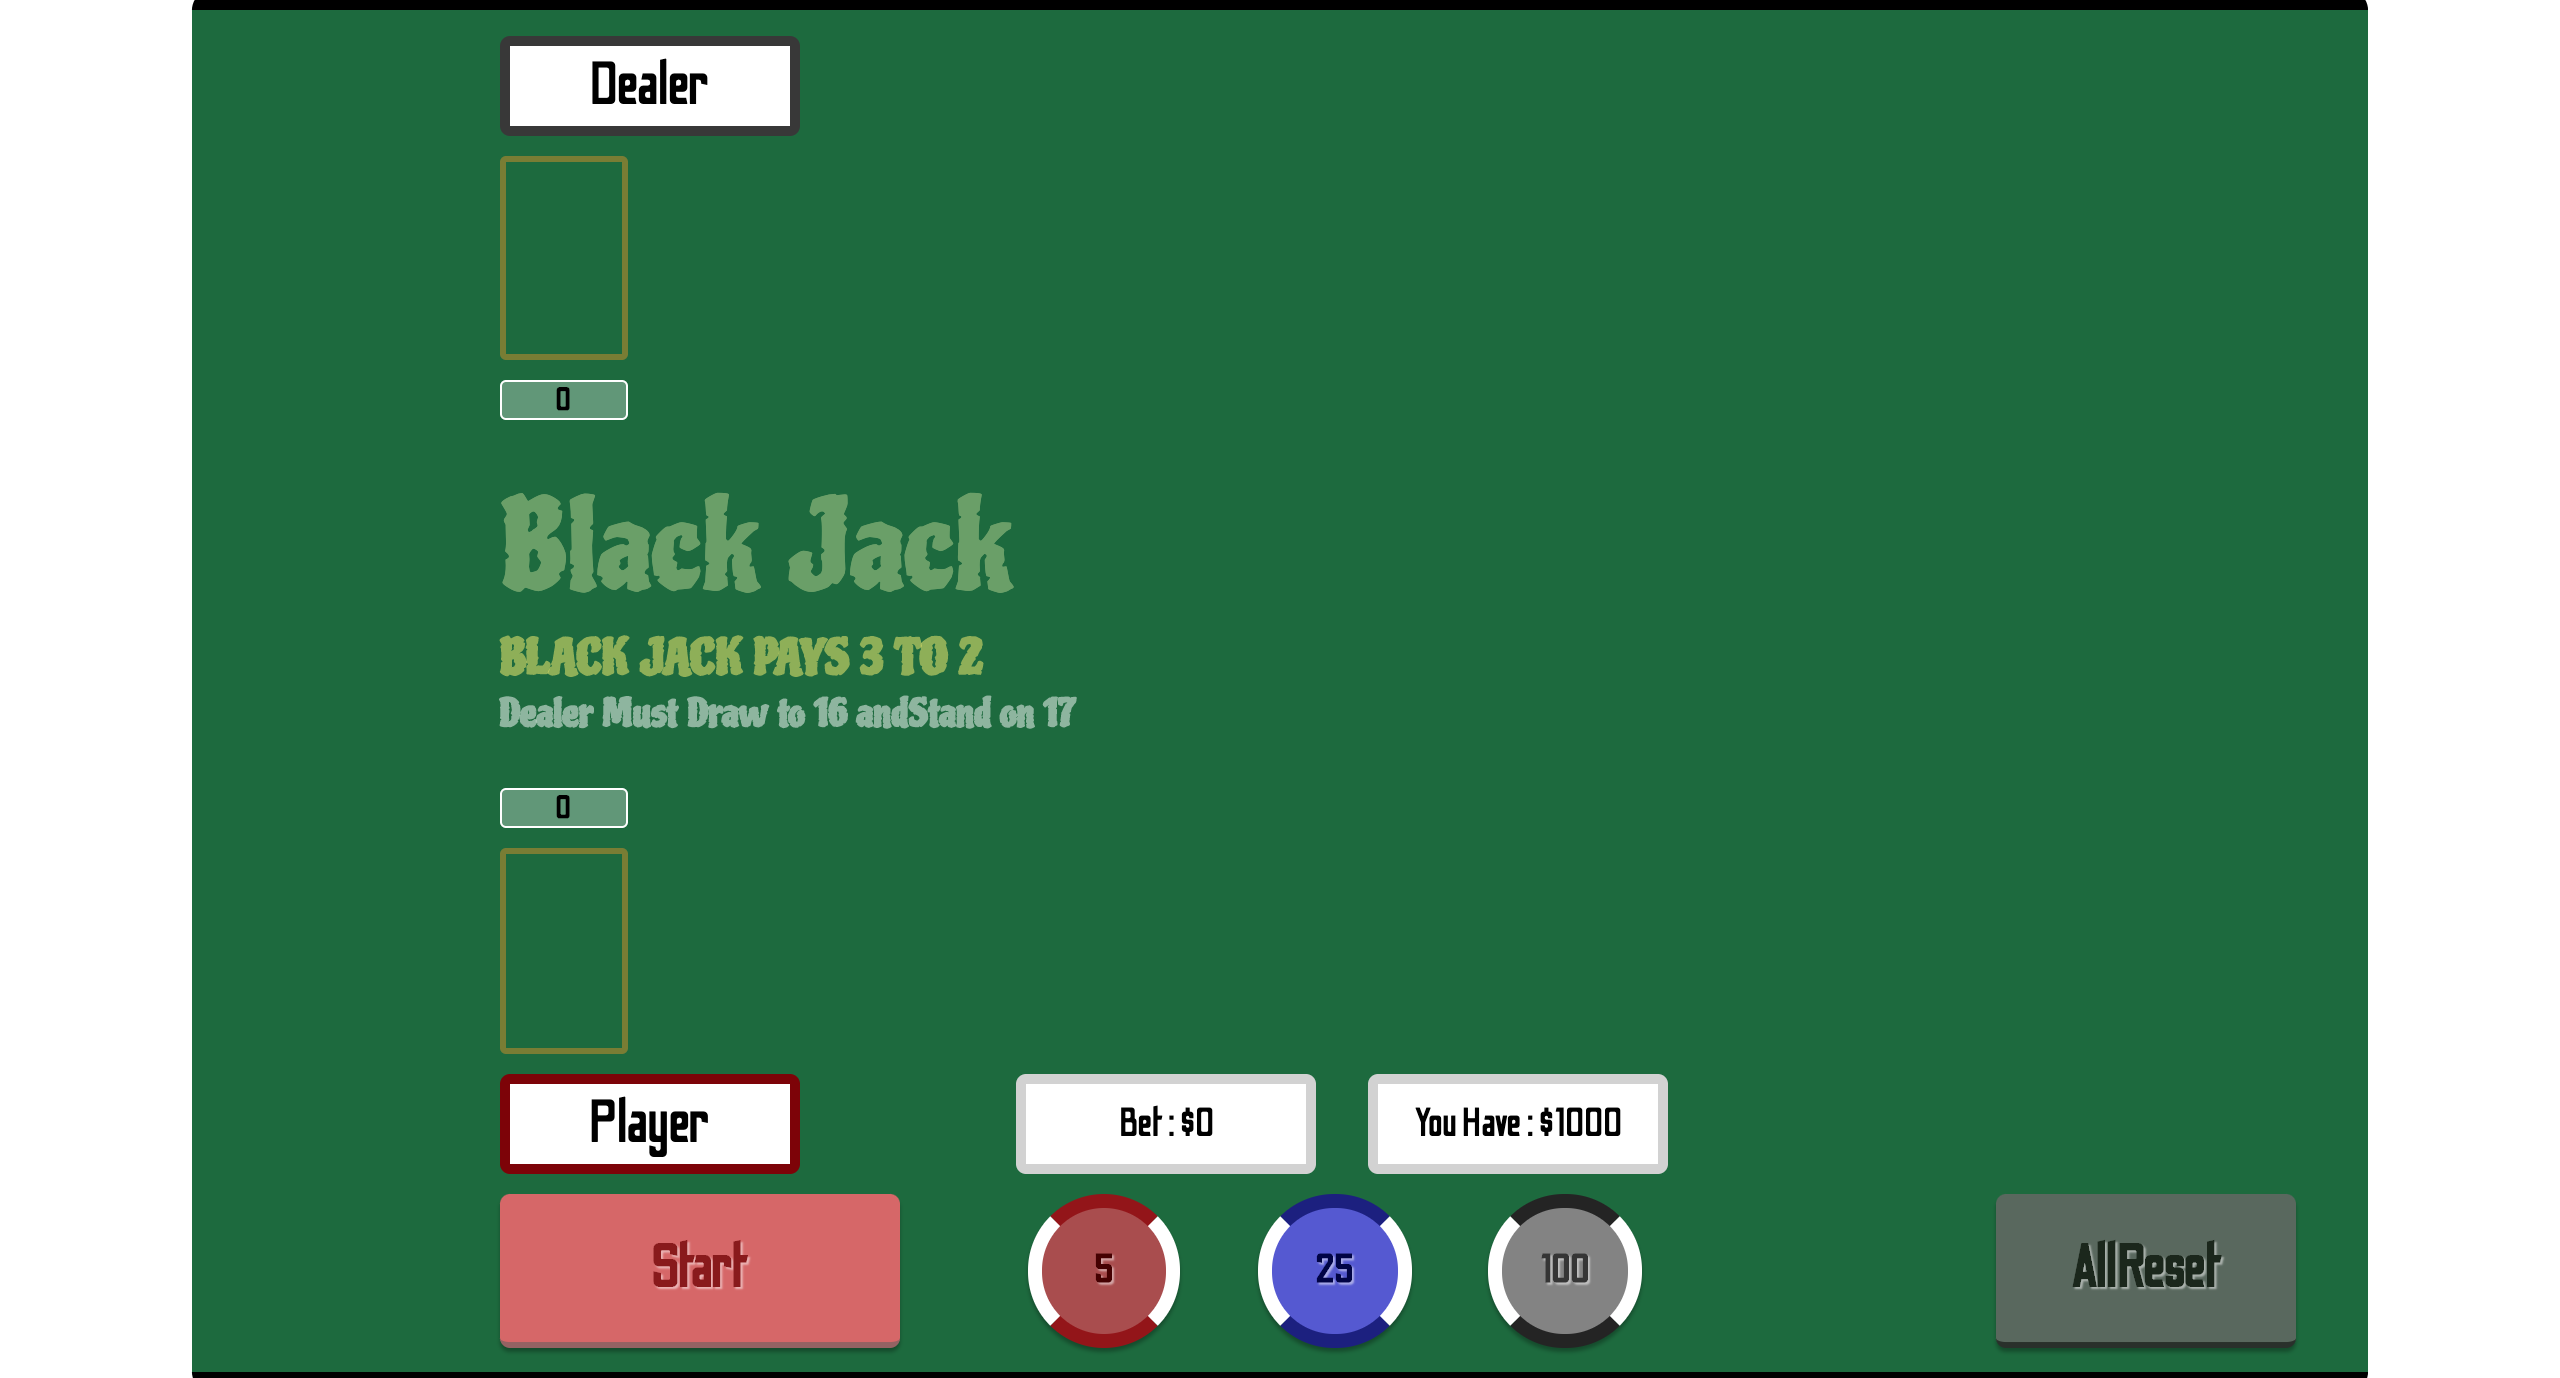 Dealer
0
Black Jack
BLACK JACK PAYS 3 TO 2
Dealer Must Draw to 16 andStand on 17
0
Player
Bet : $0
You Have : $1000
Start
5
25
100
AllReset